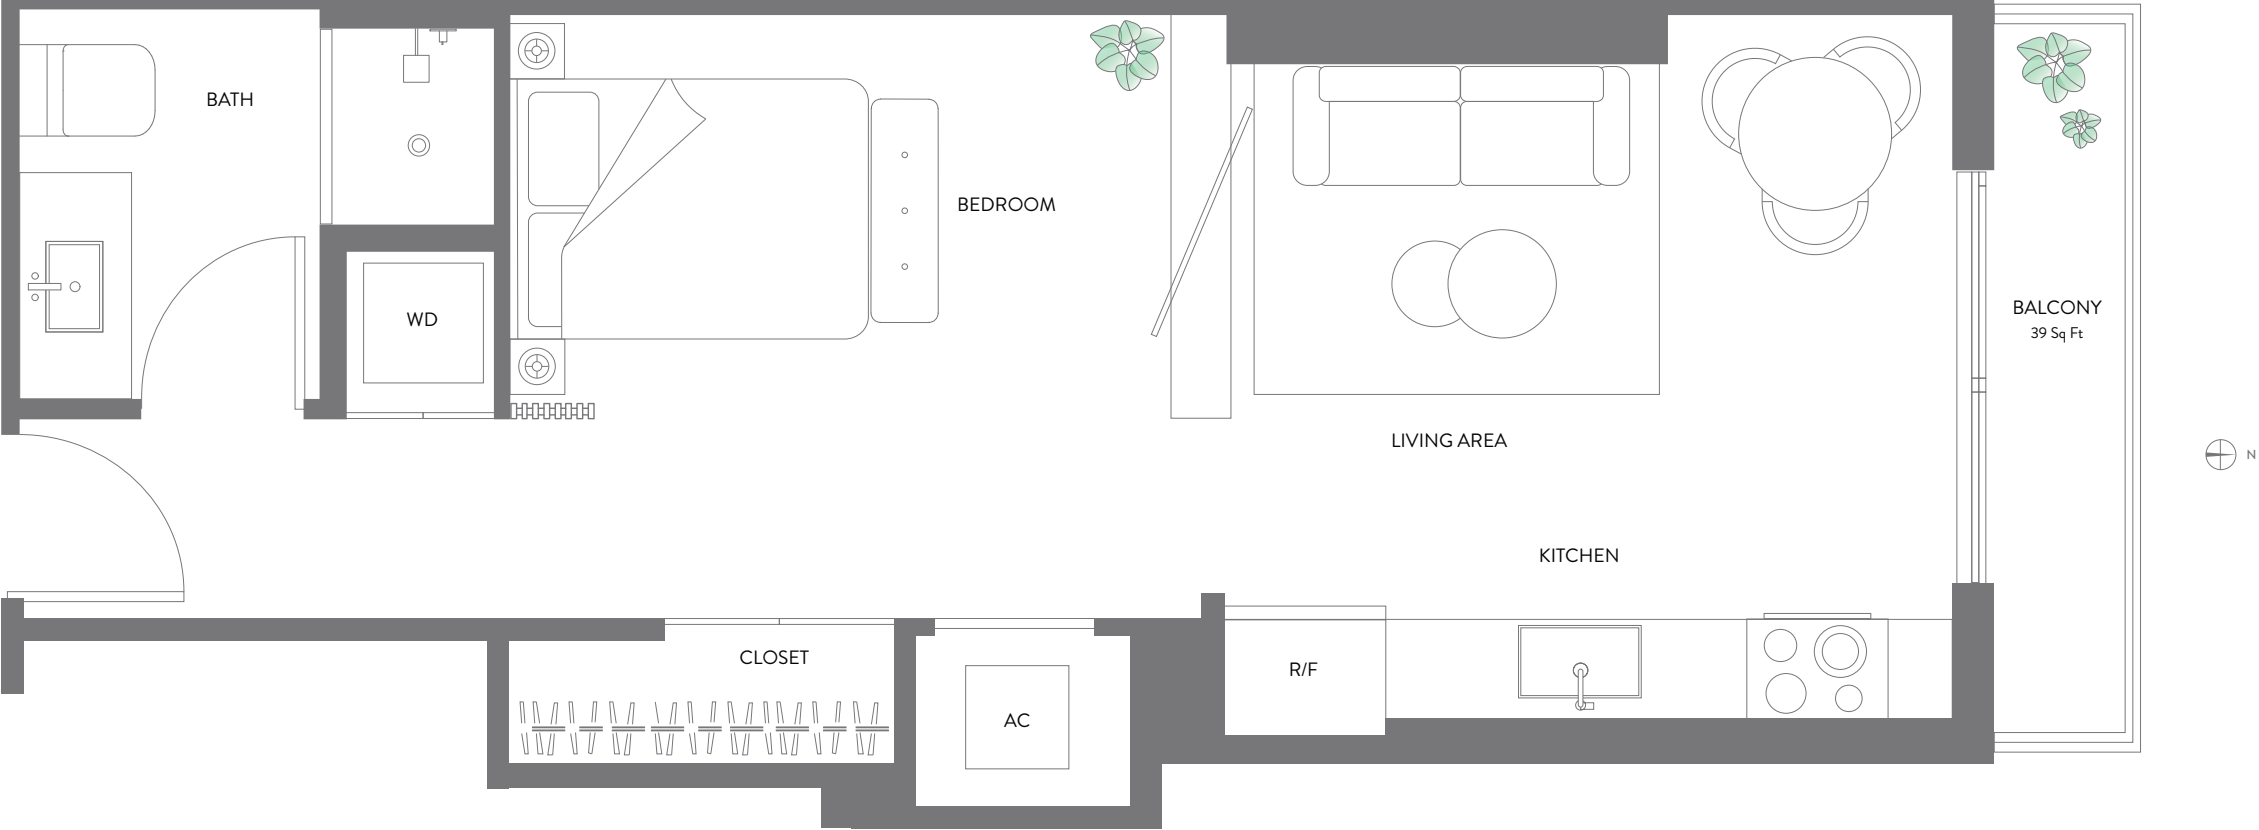 BATH
BEDROOM
WD
BALCONY
39 Sq Ft
LIVING AREA
N
KITCHEN
CLOSET
R/F
AC